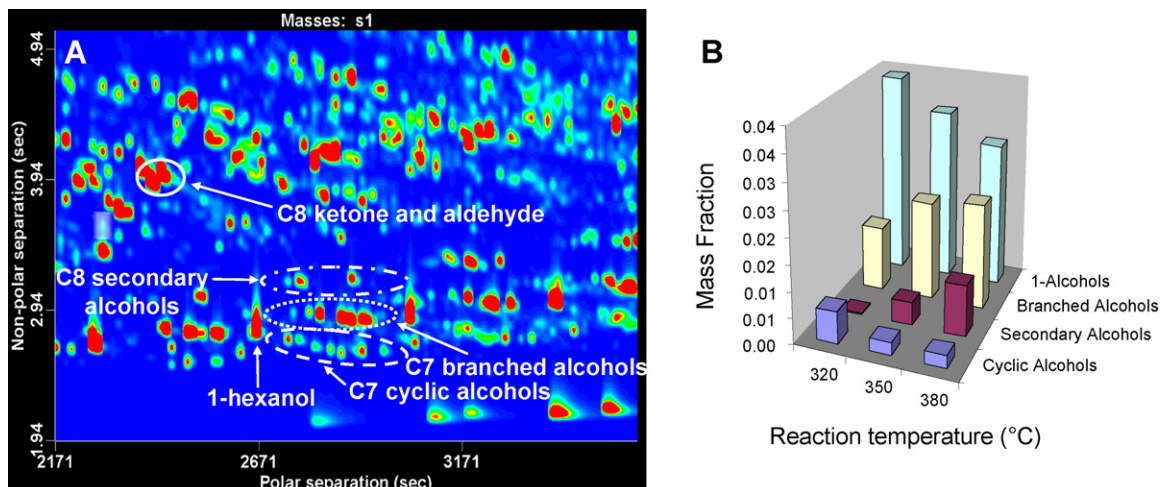 Masses: s1
A
4.94
3.94
2.94
1.94
Non-polar separation (sec)
C8 ketone and aldehyde
C8 secondary
alcohols
C7 branched alcohols
C7 cyclic alcohols
1-hexanol
2171
2671
3171
Polar separation (sec)
B
0.04
0.04
0.03
0.03
0.02
0.02
0.01
0.01
0.00
Mass Fraction
1-Alcohols
Branched Alcohols
Secondary Alcohols
Cyclic Alcohols
320
350
380
Reaction temperature (°C)